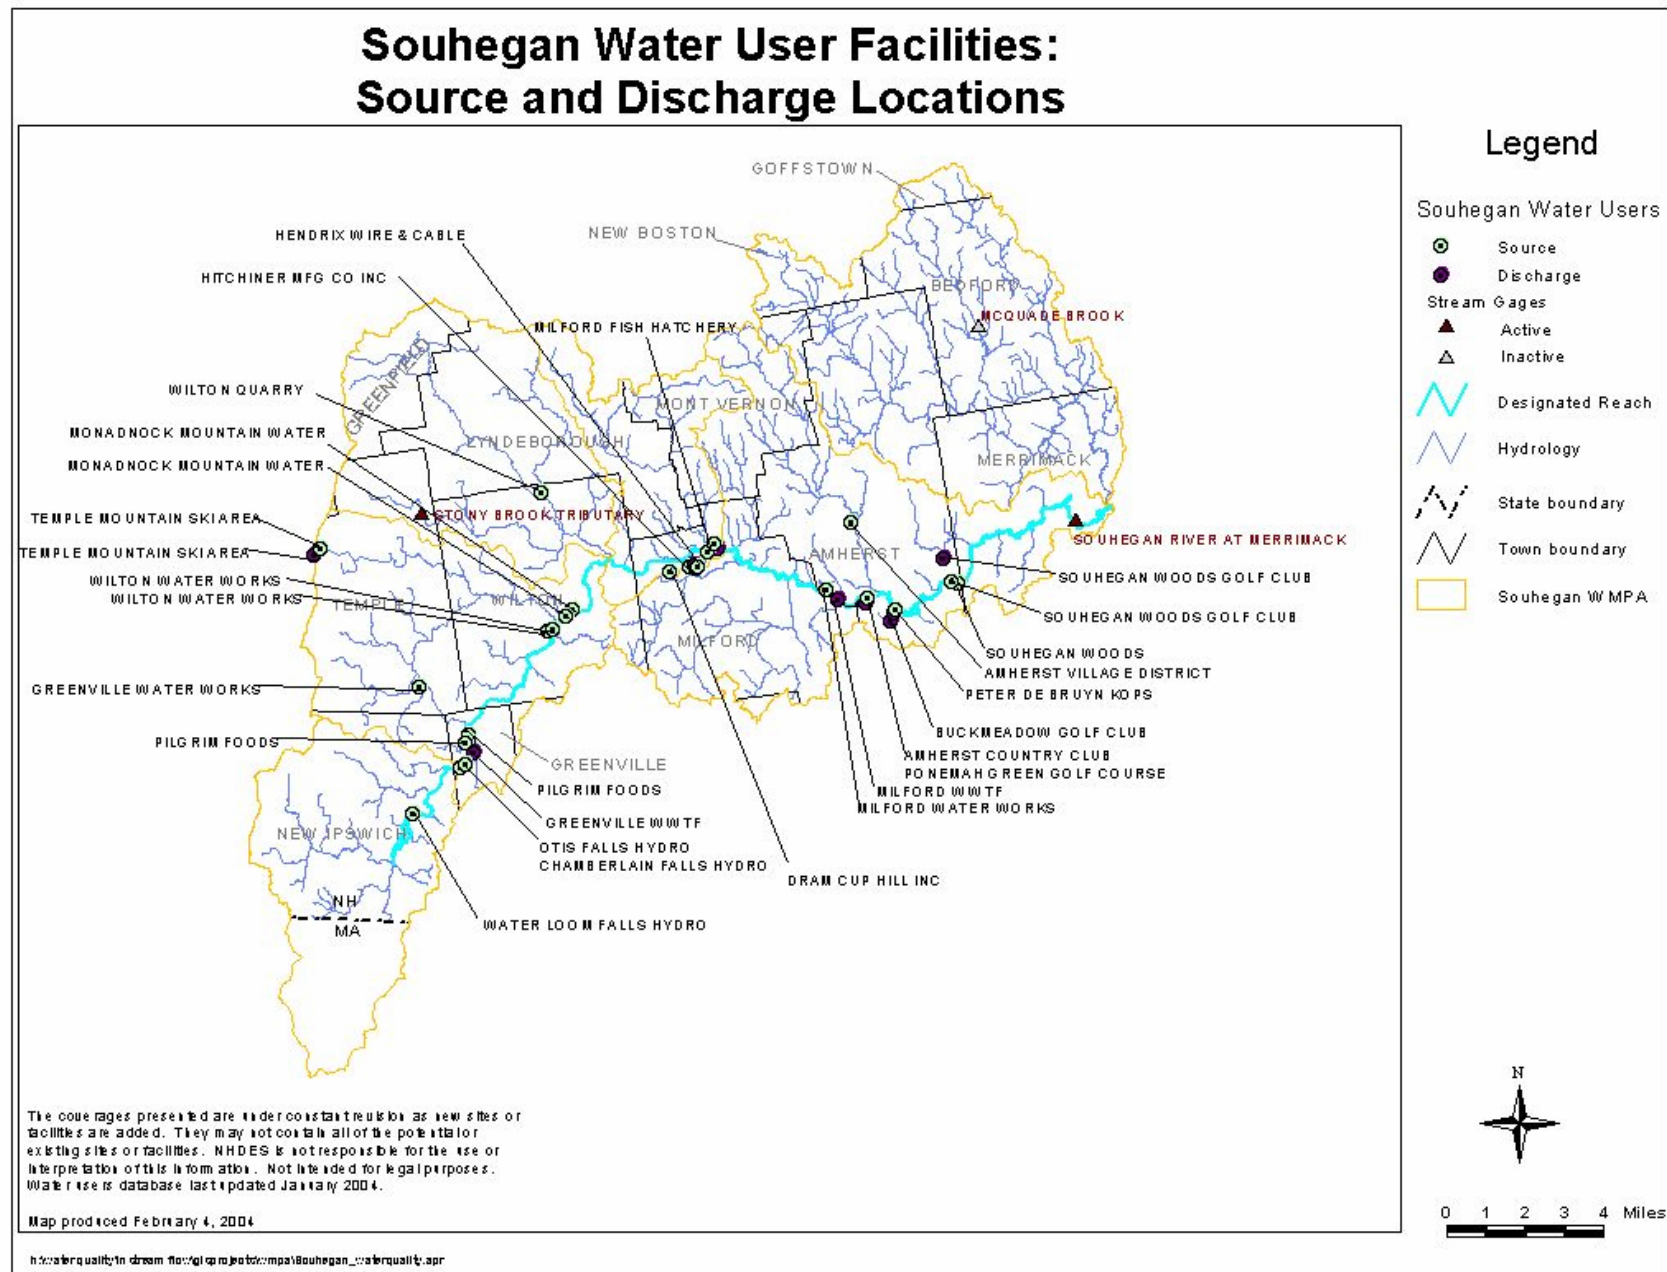 Souhegan Water User Facilities:
Source and Discharge Locations
Legend
Souhegan Water Users
Source
Discharge
Stream Gages
Active
Inactive
Designated Reach
Hydrology
State boundary
Town boundary
Souhegan WMPA
GOFFSTOWN
NEW BOSTON
HENDRIX WIRE & CABLE
HITCHINER MFG CO INC
BEDFORD
MCQUADE BROOK
MILFORD FISH HATCHERY
GREENFIELD
WILTON QUARRY
MONT VERNON
MONADNOCK MOUNTAIN WATER
LYNDEBOROUGH
MONADNOCK MOUNTAIN WATER
MERRIMACK
TEMPLE MOUNTAIN SKI AREA
STONY BROOK TRIBUTARY
SOUHEGAN RIVER AT MERRIMACK
TEMPLE MOUNTAIN SKI AREA
AMHERST
WILTON WATER WORKS
SOUHEGAN WOODS GOLF CLUB
WILTON WATER WORKS
TEMPLE
WILTON
SOUHEGAN WOODS GOLF CLUB
MILFORD
SOUHEGAN WOODS
AMHERST VILLAGE DISTRICT
GREENVILLE WATER WORKS
PETER DE BRUYN KOPS
BUCKMEADOW GOLF CLUB
PILGRIM FOODS
AMHERST COUNTRY CLUB
GREENVILLE
PONEMAH GREEN GOLF COURSE
PILGRIM FOODS
MILFORD WWTF
MILFORD WATER WORKS
GREENVILLE WWTF
NEW IPSWICH
OTIS FALLS HYDRO
CHAMBERLAIN FALLS HYDRO
DRAM CUP HILL INC
NH
WATER LOOM FALLS HYDRO
MA
The coverages presented are under constant revision as new sites or
facilities are added. They may not contain all of the potential or
existing sites or facilities. NHDES is not responsible for the use or
interpretation of this information. Not intended for legal purposes.
Water users database last updated January 2004.
Map produced February 4, 2004
h:\waterquality\in stream flow\gis\projects\wmpa\Souhegan_waterquality.apr
N
0 1 2 3 4 Miles